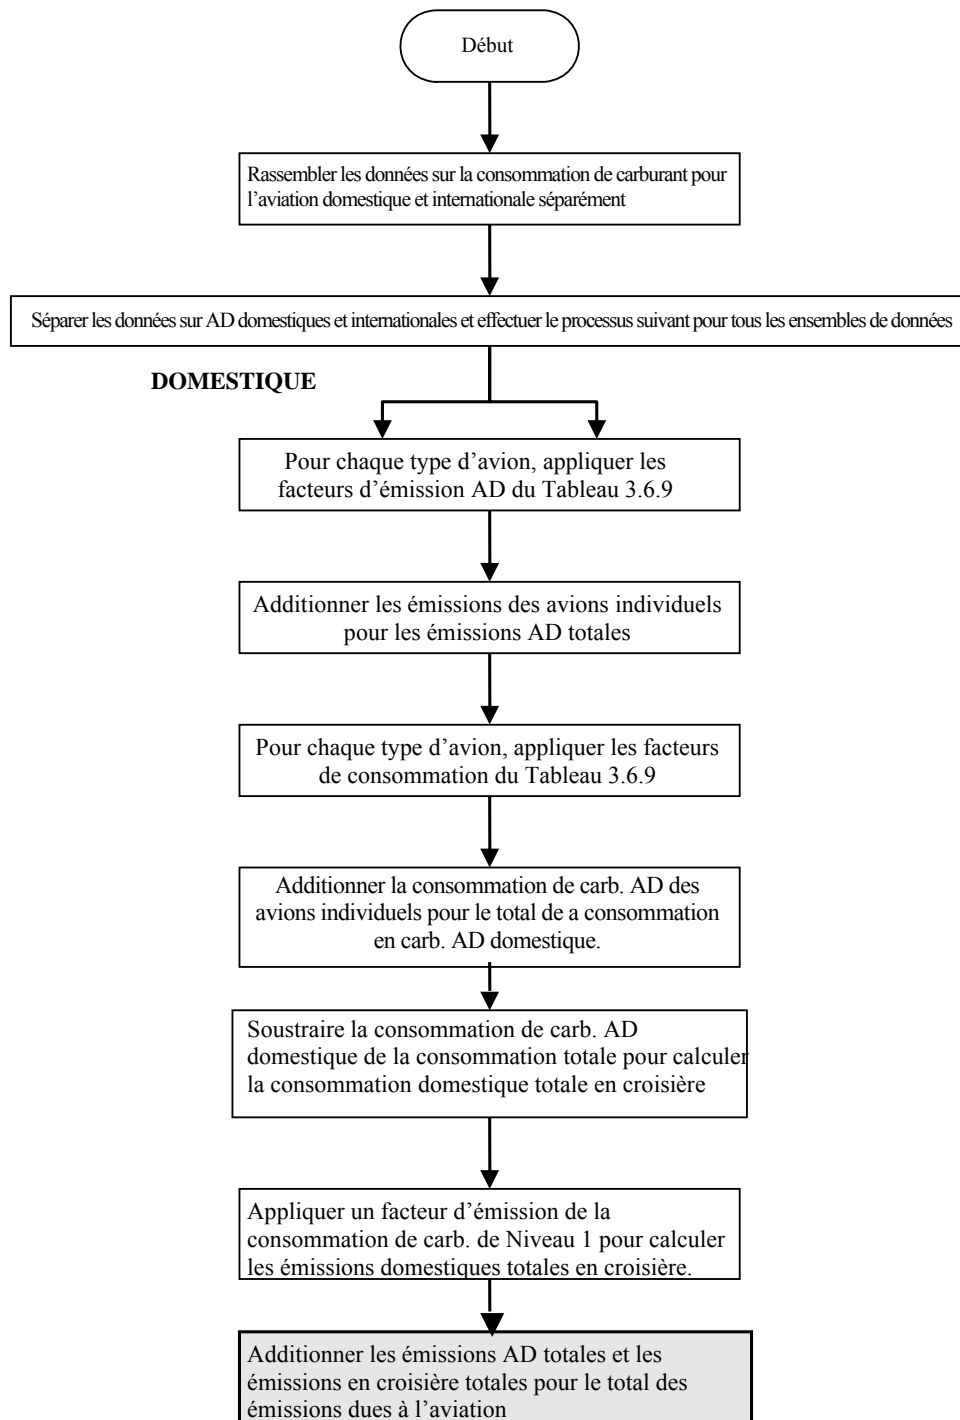 Début
Rassembler les données sur la consommation de carburant pour
l’aviation domestique et internationale séparément
Séparer les données sur AD domestiques et internationales et effectuer le processus suivant pour tous les ensembles de données
DOMESTIQUE
Pour chaque type d’avion, appliquer les
facteurs d’émission AD du Tableau 3.6.9
Additionner les émissions des avions individuels
pour les émissions AD totales
Pour chaque type d’avion, appliquer les facteurs
de consommation du Tableau 3.6.9
Additionner la consommation de carb. AD des
avions individuels pour le total de a consommation
en carb. AD domestique.
Soustraire la consommation de carb. AD
domestique de la consommation totale pour calculer
la consommation domestique totale en croisière
Appliquer un facteur d’émission de la
consommation de carb. de Niveau 1 pour calculer
les émissions domestiques totales en croisière.
Additionner les émissions AD totales et les
émissions en croisière totales pour le total des
émissions dues à l’aviation